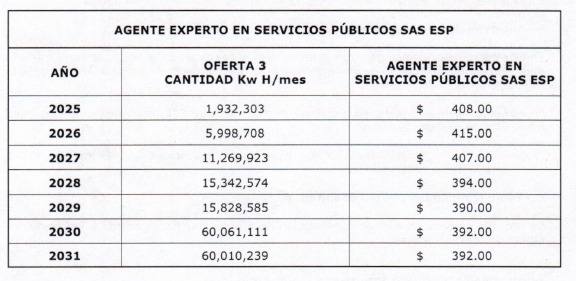 AGENTE EXPERTO EN SERVICIOS PÚBLICOS SAS ESP
AÑO
OFERTA 3
CANTIDAD Kw H/mes
AGENTE EXPERTO EN
SERVICIOS PÚBLICOS SAS ESP
2025 1,932,303 $ 408.00
2026 5,998,708 $ 415.00
2027 11,269,923 $ 407.00
2028 15,342,574 $ 394.00
2029 15,828,585 $ 390.00
2030 60,061,111 $ 392.00
2031 60,010,239 $ 392.00